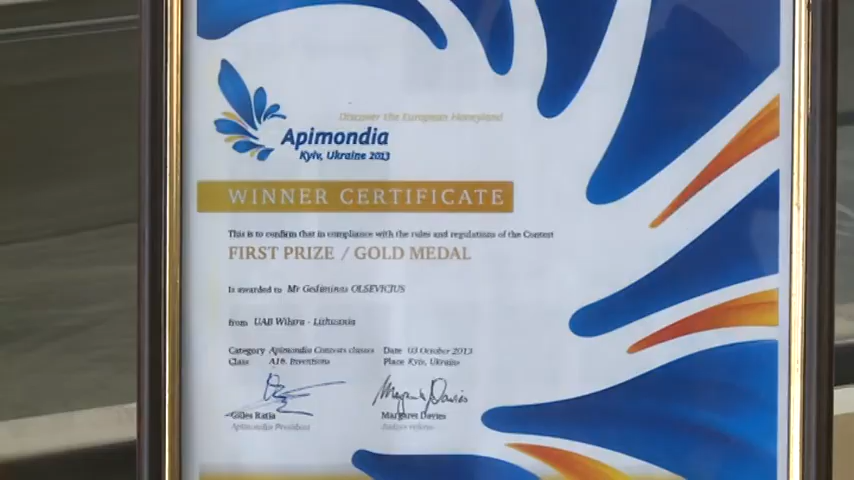 Discover the European Honeyland
Apimondia
Kyiv, Ukraine 2013
WINNER CERTIFICATE
This is to confirm that in compliance with the rules and regulations of the Contest
FIRST PRIZE / GOLD MEDAL
Is awarded to Mr Gediminas OLSEVICIUS
from UAB Wilara - Lithuania
Category Apimondia Contests classes Date 03 October 2013
Class A16. Inventions Place Kyiv, Ukraine
Gilles Ratia Margaret Davies
Apimondia President